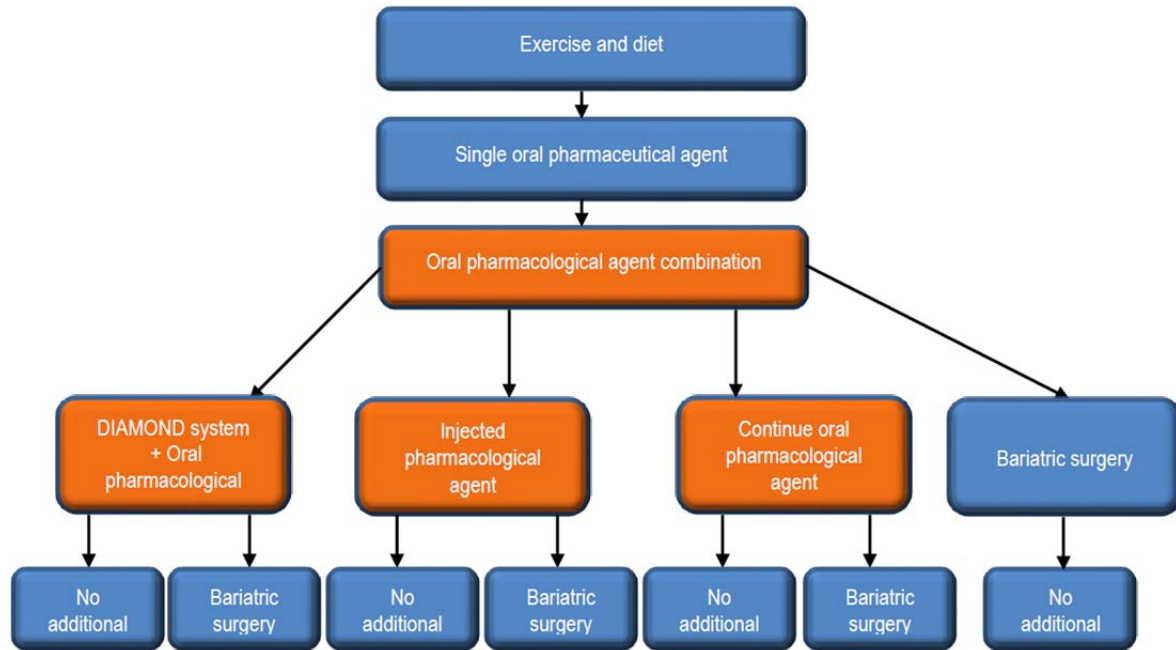 Exercise and diet
Single oral pharmaceutical agent
Oral pharmacological agent combination
DIAMOND system
+ Oral
pharmacological
Injected
pharmacological
agent
Continue oral
pharmacological
agent
Bariatric surgery
No
additional
Bariatric
surgery
No
additional
Bariatric
surgery
No
additional
Bariatric
surgery
No
additional